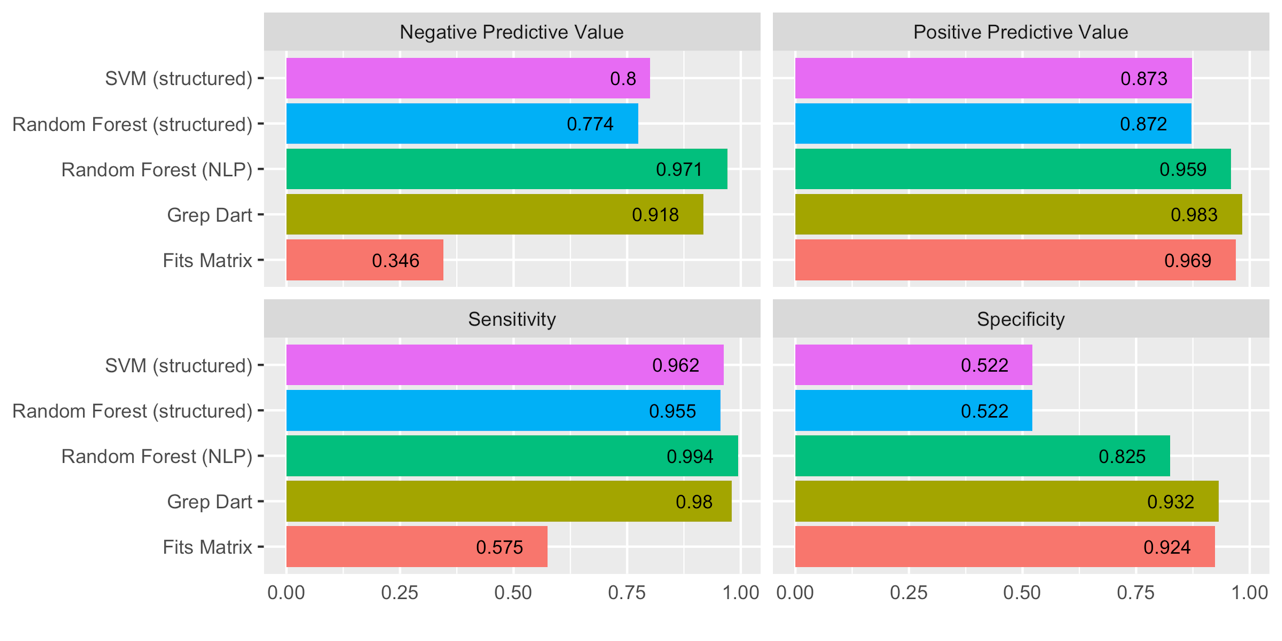 Negative Predictive Value Positive Predictive Value
SVM (structured) 0.8 0.873
Random Forest (structured) 0.774 0.872
Random Forest (NLP) 0.971 0.959
Grep Dart 0.918 0.983
Fits Matrix 0.346 0.969
Sensitivity Specificity
SVM (structured) 0.962 0.522
Random Forest (structured) 0.955 0.522
Random Forest (NLP) 0.994 0.825
Grep Dart 0.98 0.932
Fits Matrix 0.575 0.924
0.00 0.25 0.50 0.75 1.00 0.00 0.25 0.50 0.75 1.00